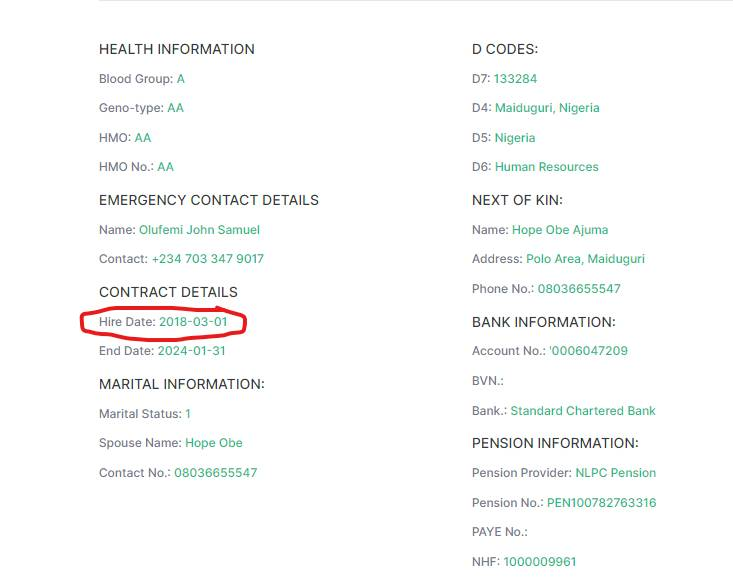 HEALTH INFORMATION
Blood Group: A
Geno-type: AA
HMO: AA
HMO No.: AA
EMERGENCY CONTACT DETAILS
Name: Olufemi John Samuel
Contact: +234 703 347 9017
CONTRACT DETAILS
Hire Date: 2018-03-01
End Date: 2024-01-31
MARITAL INFORMATION:
Marital Status: 1
Spouse Name: Hope Obe
Contact No.: 08036655547
D CODES:
D7: 133284
D4: Maiduguri, Nigeria
D5: Nigeria
D6: Human Resources
NEXT OF KIN:
Name: Hope Obe Ajuma
Address: Polo Area, Maiduguri
Phone No.: 08036655547
BANK INFORMATION:
Account No.: '0006047209
BVN.:
Bank.: Standard Chartered Bank
PENSION INFORMATION:
Pension Provider: NLPC Pension
Pension No.: PEN100782763316
PAYE No.:
NHF: 1000009961